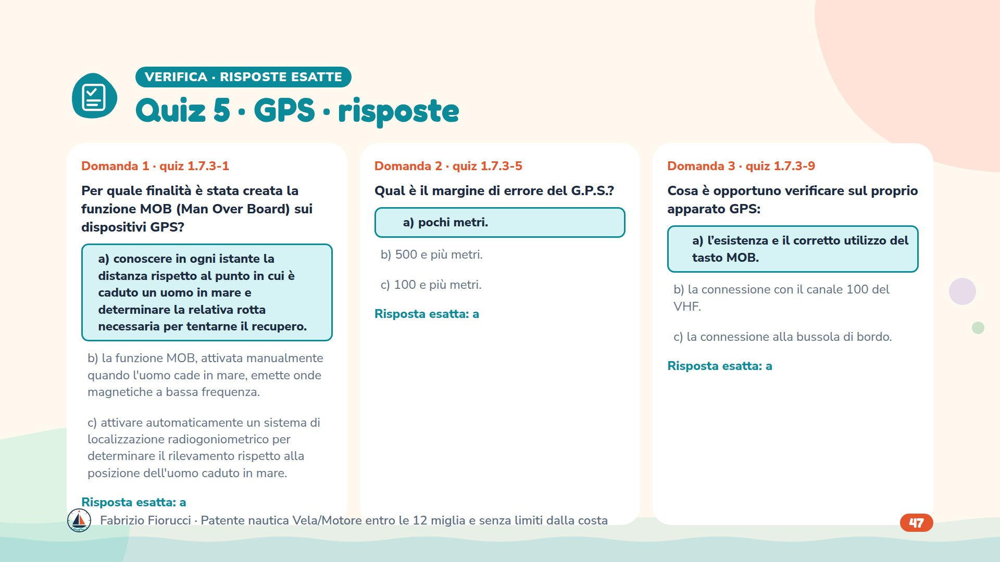 VERIFICA · RISPOSTE ESATTE
Quiz 5 · GPS · risposte
Domanda 1 · quiz 1.7.3-1
Per quale finalità è stata creata la
funzione MOB (Man Over Board) sui
dispositivi GPS?
a) conoscere in ogni istante la
distanza rispetto al punto in cui è
caduto un uomo in mare e
determinare la relativa rotta
necessaria per tentarne il recupero.
b) la funzione MOB, attivata manualmente
quando l'uomo cade in mare, emette onde
magnetiche a bassa frequenza.
c) attivare automaticamente un sistema di
localizzazione radiogoniometrico per
determinare il rilevamento rispetto alla
posizione dell'uomo caduto in mare.
Risposta esatta: a
Domanda 2 · quiz 1.7.3-5
Qual è il margine di errore del G.P.S.?
a) pochi metri.
b) 500 e più metri.
c) 100 e più metri.
Risposta esatta: a
Domanda 3 · quiz 1.7.3-9
Cosa è opportuno verificare sul proprio
apparato GPS:
a) l’esistenza e il corretto utilizzo del
tasto MOB.
b) la connessione con il canale 100 del
VHF.
c) la connessione alla bussola di bordo.
Risposta esatta: a
Fabrizio Fiorucci · Patente nautica Vela/Motore entro le 12 miglia e senza limiti dalla costa
47